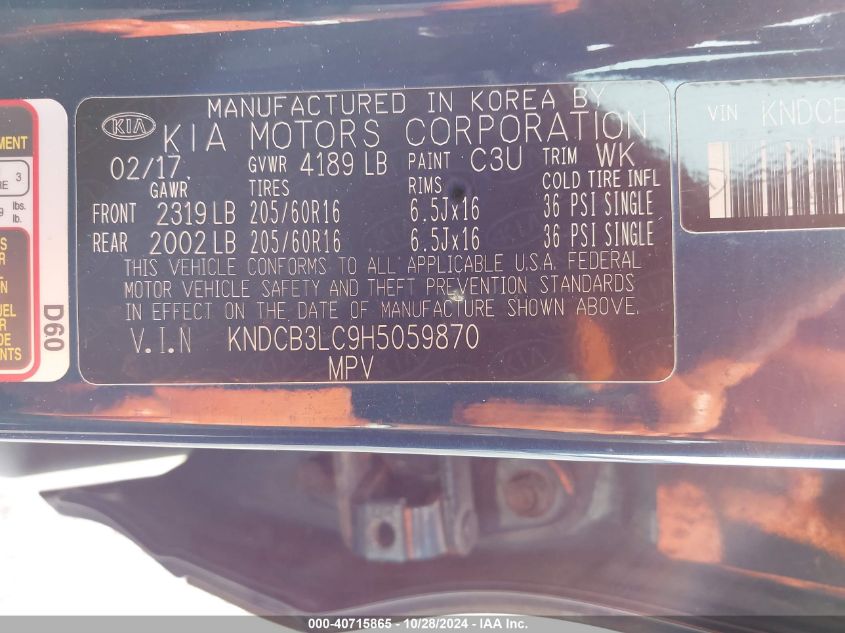 MANUFACTURED IN KOREA BY
KIA KIA MOTORS CORPORATION
02/17. GVWR 4189 LB PAINT C3U TRIM WK
GAWR TIRES RIMS COLD TIRE INFL
FRONT 2319 LB 205/60R16 6.5Jx16 36 PSI SINGLE
REAR 2002 LB 205/60R16 6.5Jx16 36 PSI SINGLE
THIS VEHICLE CONFORMS TO ALL APPLICABLE U.S.A. FEDERAL
MOTOR VEHICLE SAFETY AND THEFT PREVENTION STANDARDS
IN EFFECT ON THE DATE OF MANUFACTURE SHOWN ABOVE.
V.I.N KNDCB3LC9H5059870
MPV
VIN KNDCB
D60
000-40715865 - 10/28/2024 - IAA Inc.